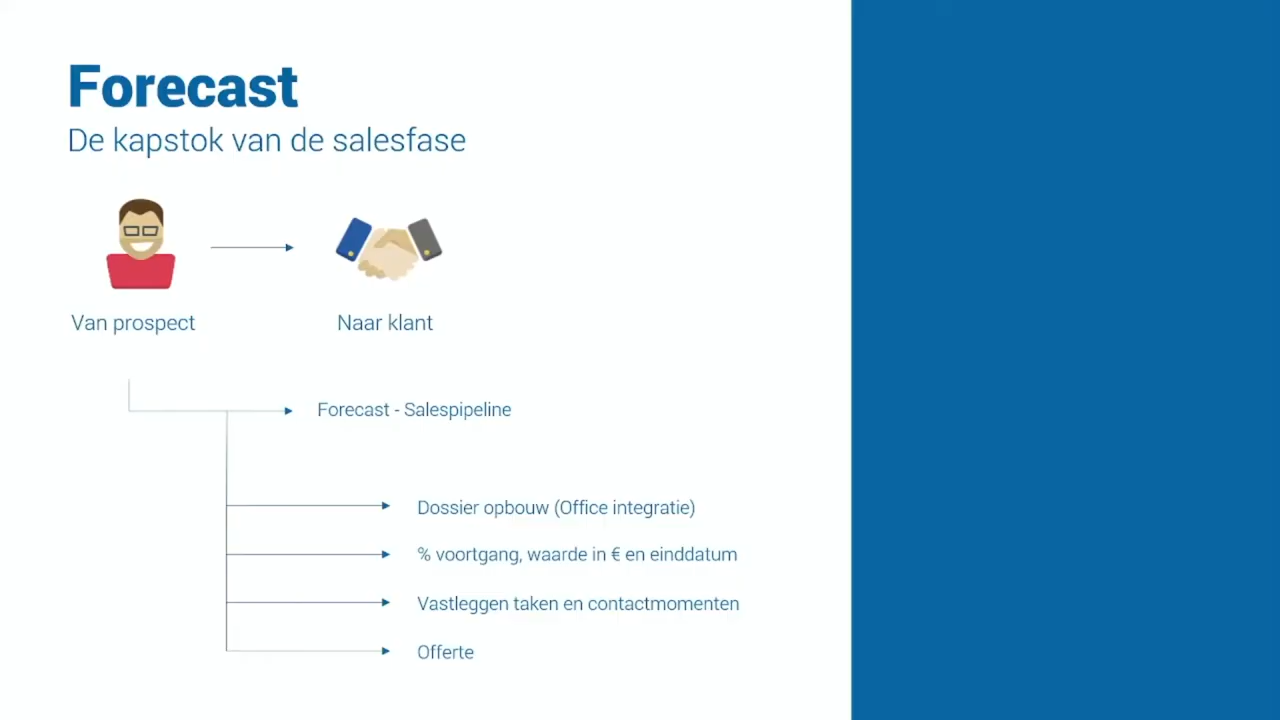 Forecast
De kapstok van de salesfase
Van prospect
Naar klant
Forecast - Salespipeline
Dossier opbouw (Office integratie)
% voortgang, waarde in € en einddatum
Vastleggen taken en contactmomenten
Offerte